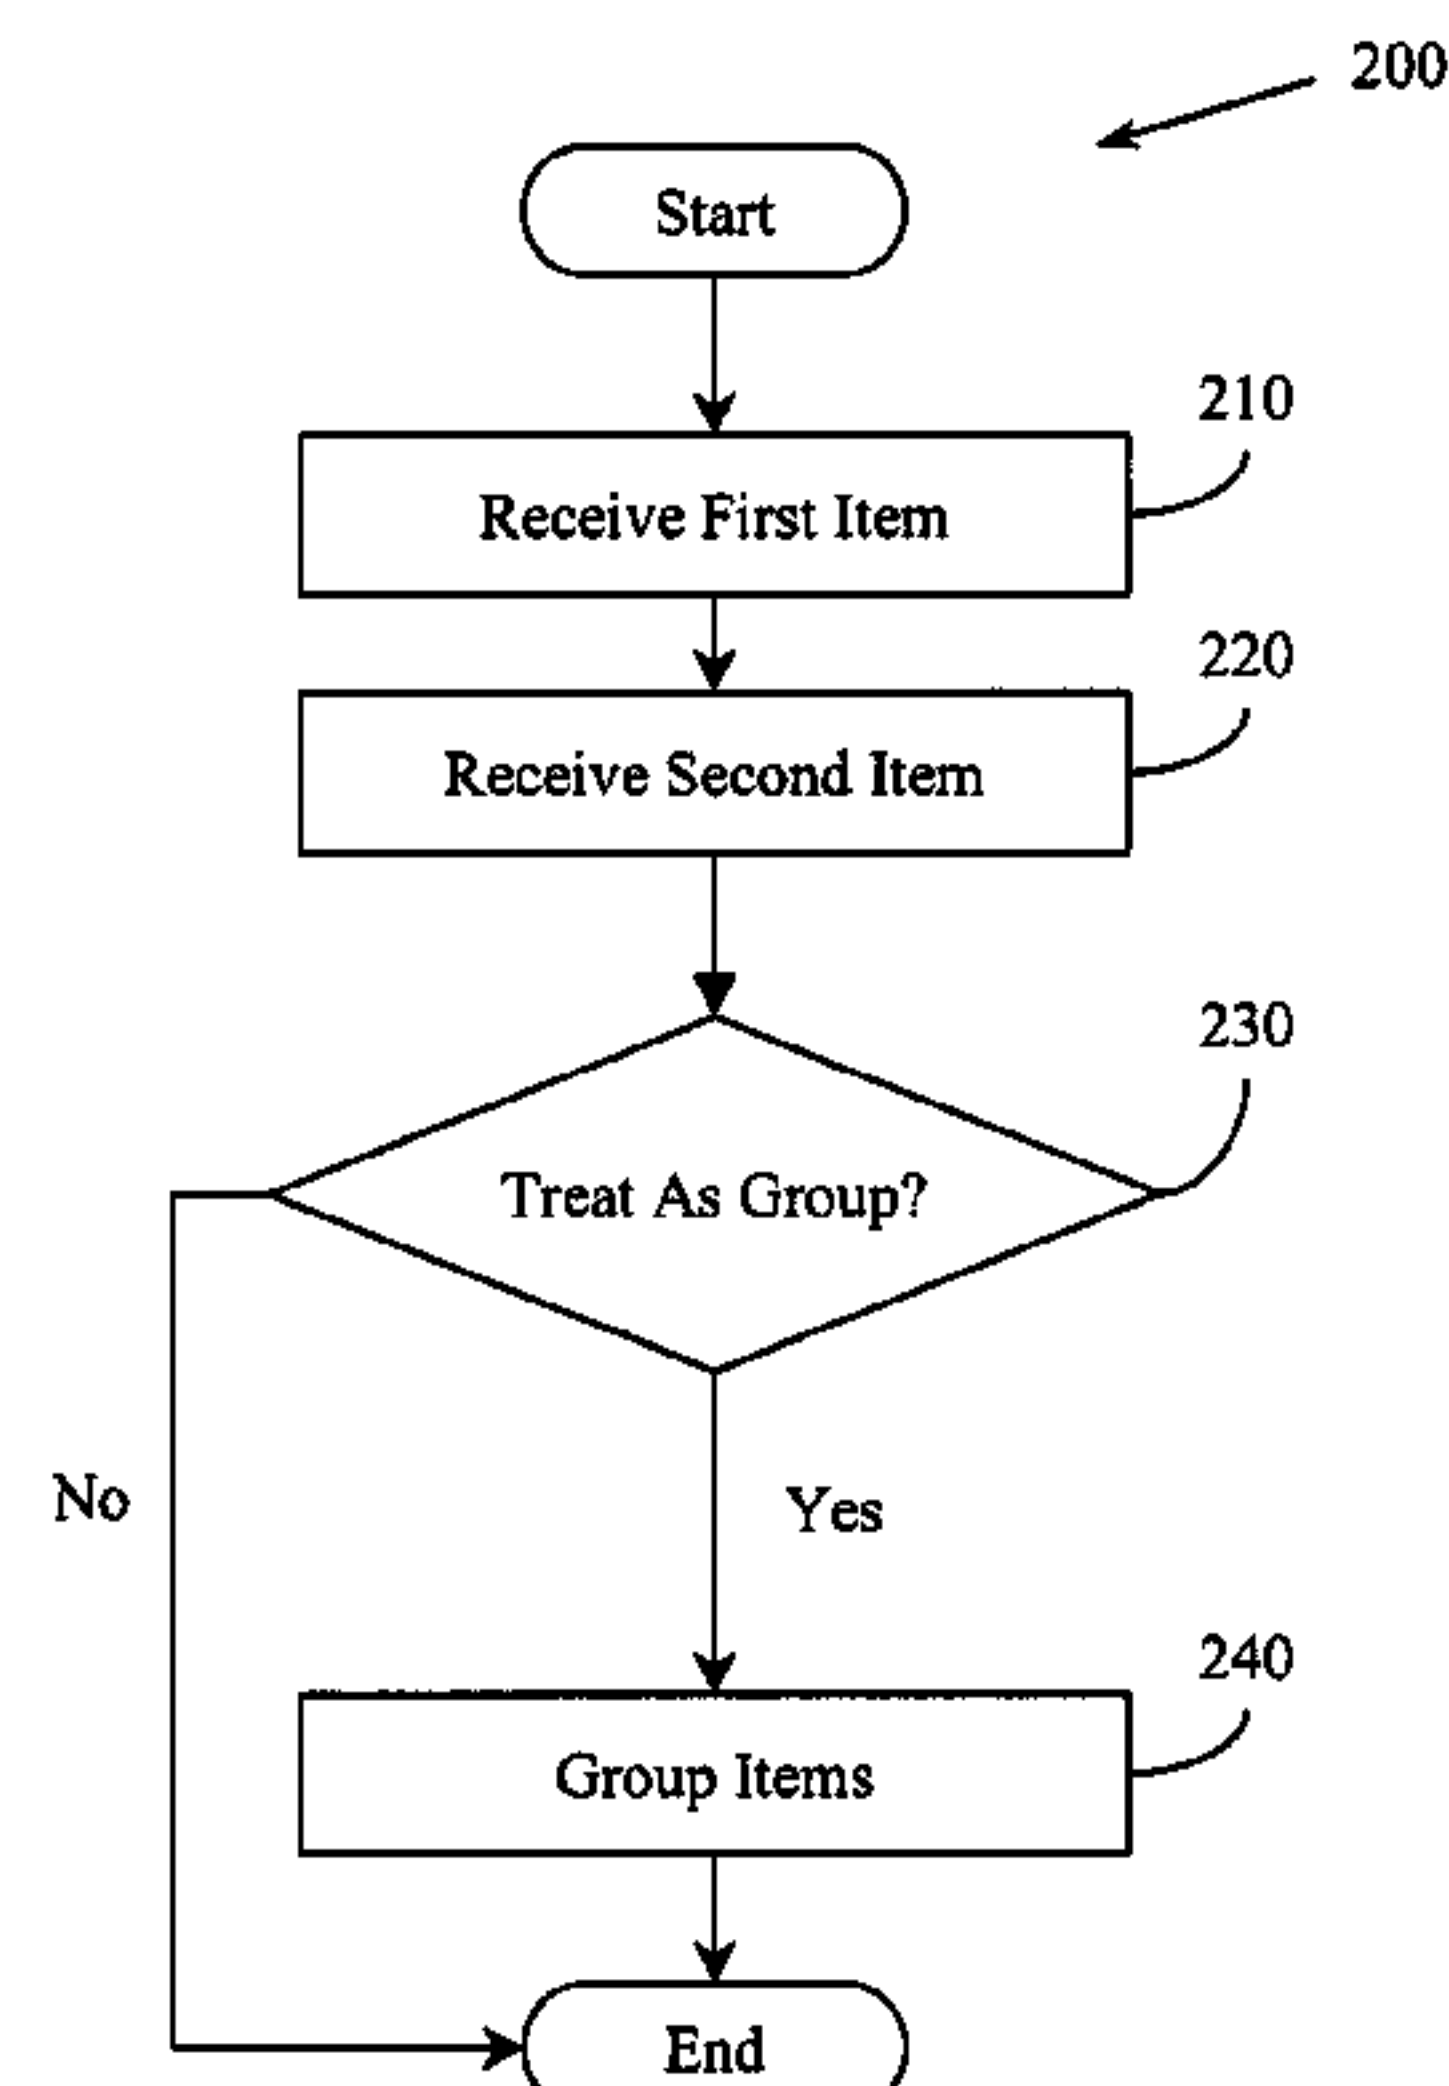 200
Start
210
Receive First Item
220
Receive Second Item
230
Treat As Group?
No
Yes
240
Group Items
End